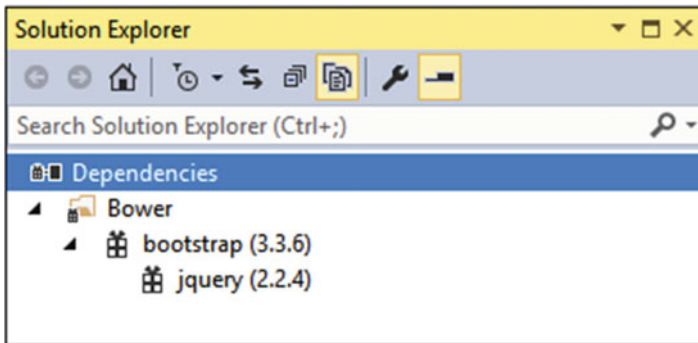 Solution Explorer
Search Solution Explorer (Ctrl+;)
Dependencies
Bower
bootstrap (3.3.6)
jquery (2.2.4)